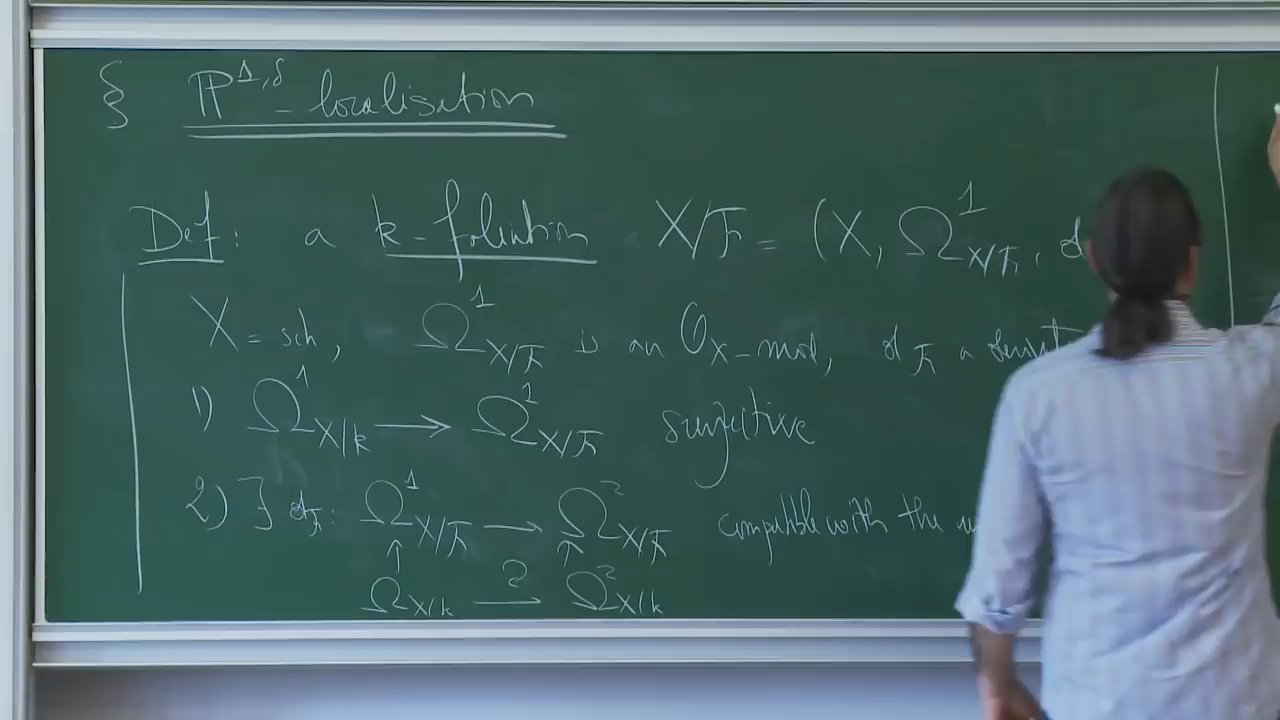 § ℙ^{1,δ}-localisation
Def: a k-foliation X/F = (X, Ω^1_{X/F}, d
X = sch, Ω^1_{X/F} is an O_X-mod, d_F a
1) Ω^1_{X/k} → Ω^1_{X/F} surjective
2) ∃ d_F: Ω^1_{X/F} → Ω^2_{X/F} compatible with the
↑ ↑
Ω_{X/k} → Ω^2_{X/k}